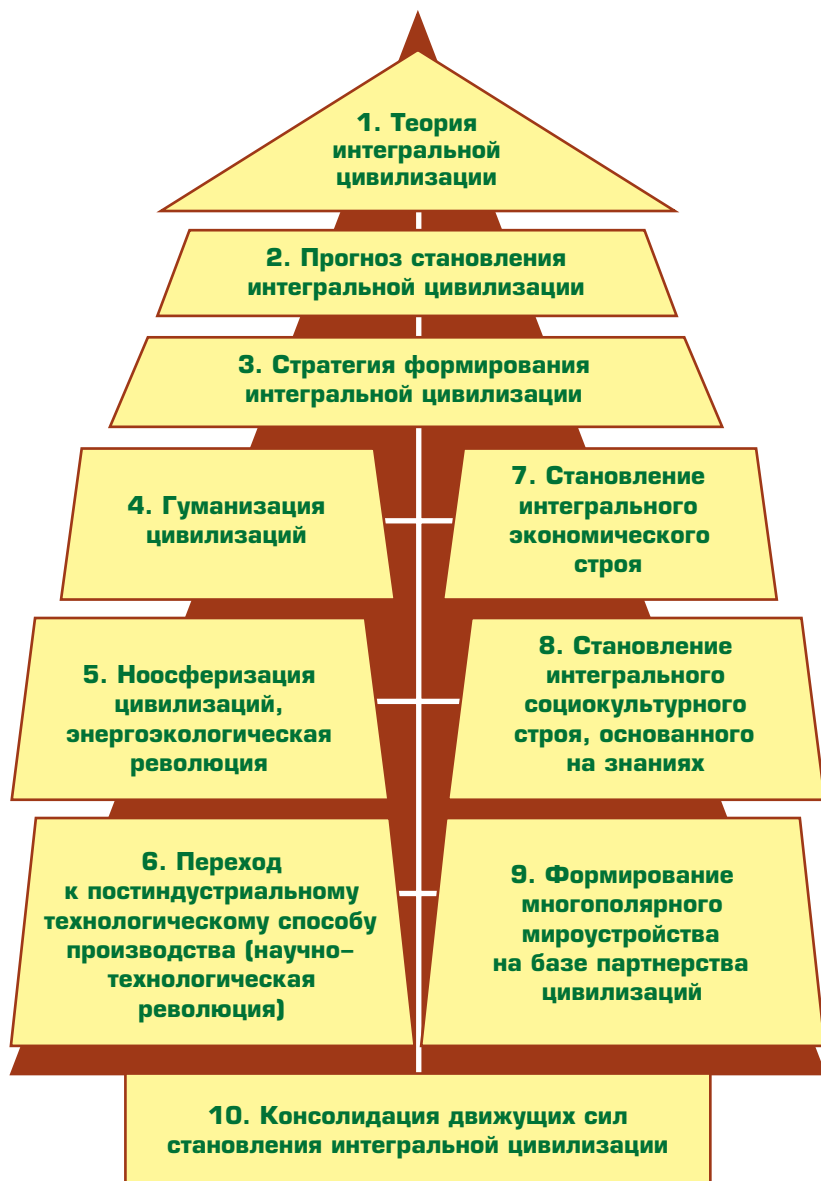 1. Теория
интегральной
цивилизации
2. Прогноз становления
интегральной цивилизации
3. Стратегия формирования
интегральной цивилизации
4. Гуманизация
цивилизаций
5. Ноосферизация
цивилизаций,
энергоэкологическая
революция
6. Переход
к постиндустриальному
технологическому способу
производства (научно–
технологическая
революция)
7. Становление
интегрального
экономического
строя
8. Становление
интегрального
социокультурного
строя, основанного
на знаниях
9. Формирование
многополярного
мироустройства
на базе партнерства
цивилизаций
10. Консолидация движущих сил
становления интегральной цивилизации